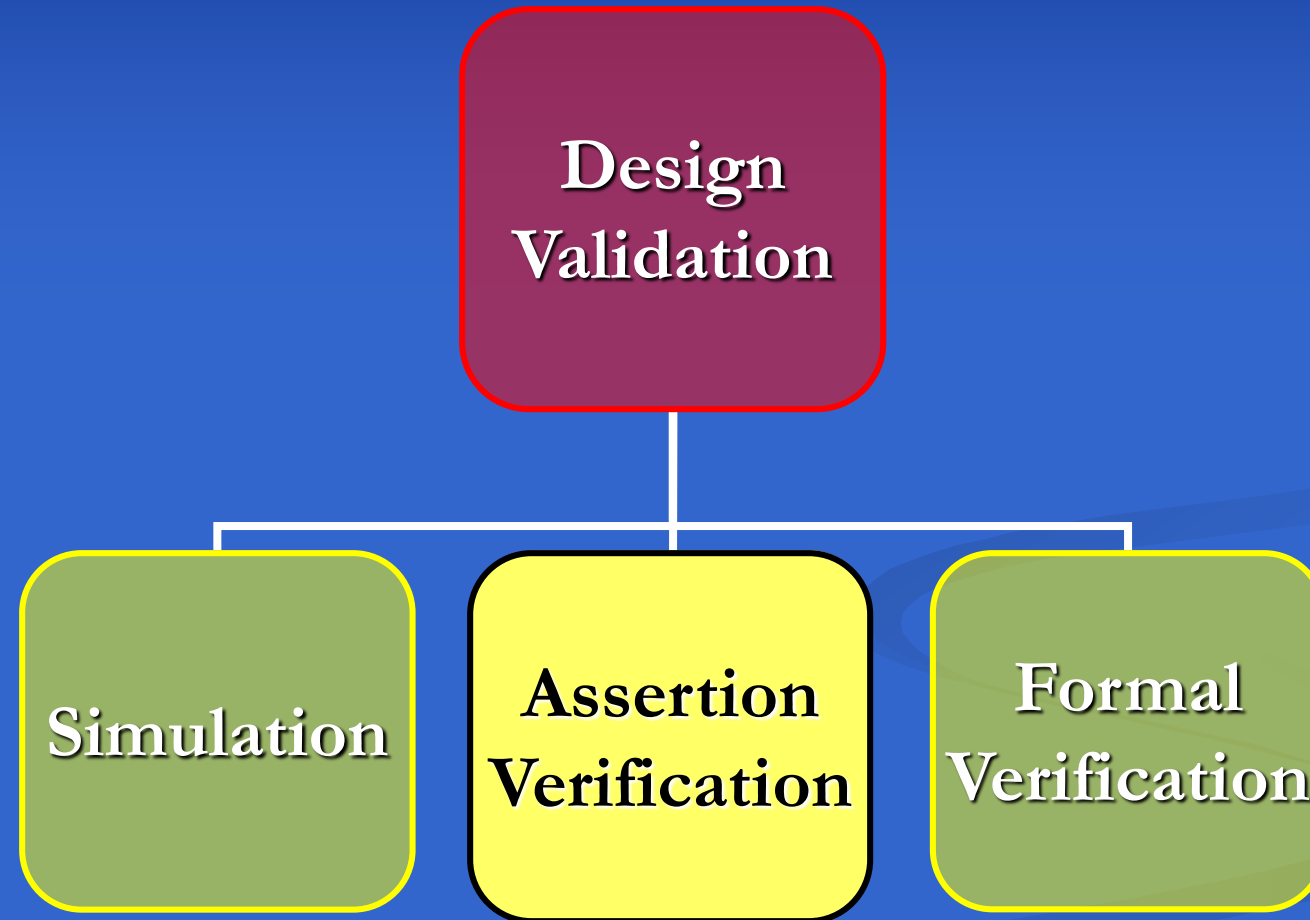 Design
Validation
Simulation
Assertion
Verification
Formal
Verification